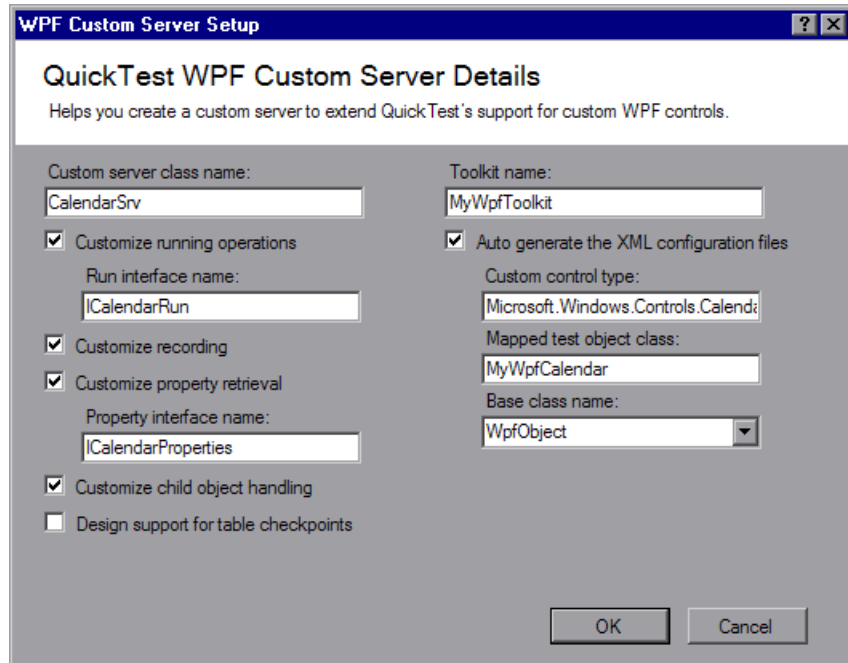 WPF Custom Server Setup
QuickTest WPF Custom Server Details
Helps you create a custom server to extend QuickTest's support for custom WPF controls.
Custom server class name:
CalendarSrv
Customize running operations
Run interface name:
ICalendarRun
Customize recording
Customize property retrieval
Property interface name:
ICalendarProperties
Customize child object handling
Design support for table checkpoints
Toolkit name:
MyWpfToolkit
Auto generate the XML configuration files
Custom control type:
Microsoft.Windows.Controls.Calenda
Mapped test object class:
MyWpfCalendar
Base class name:
WpfObject
OK
Cancel